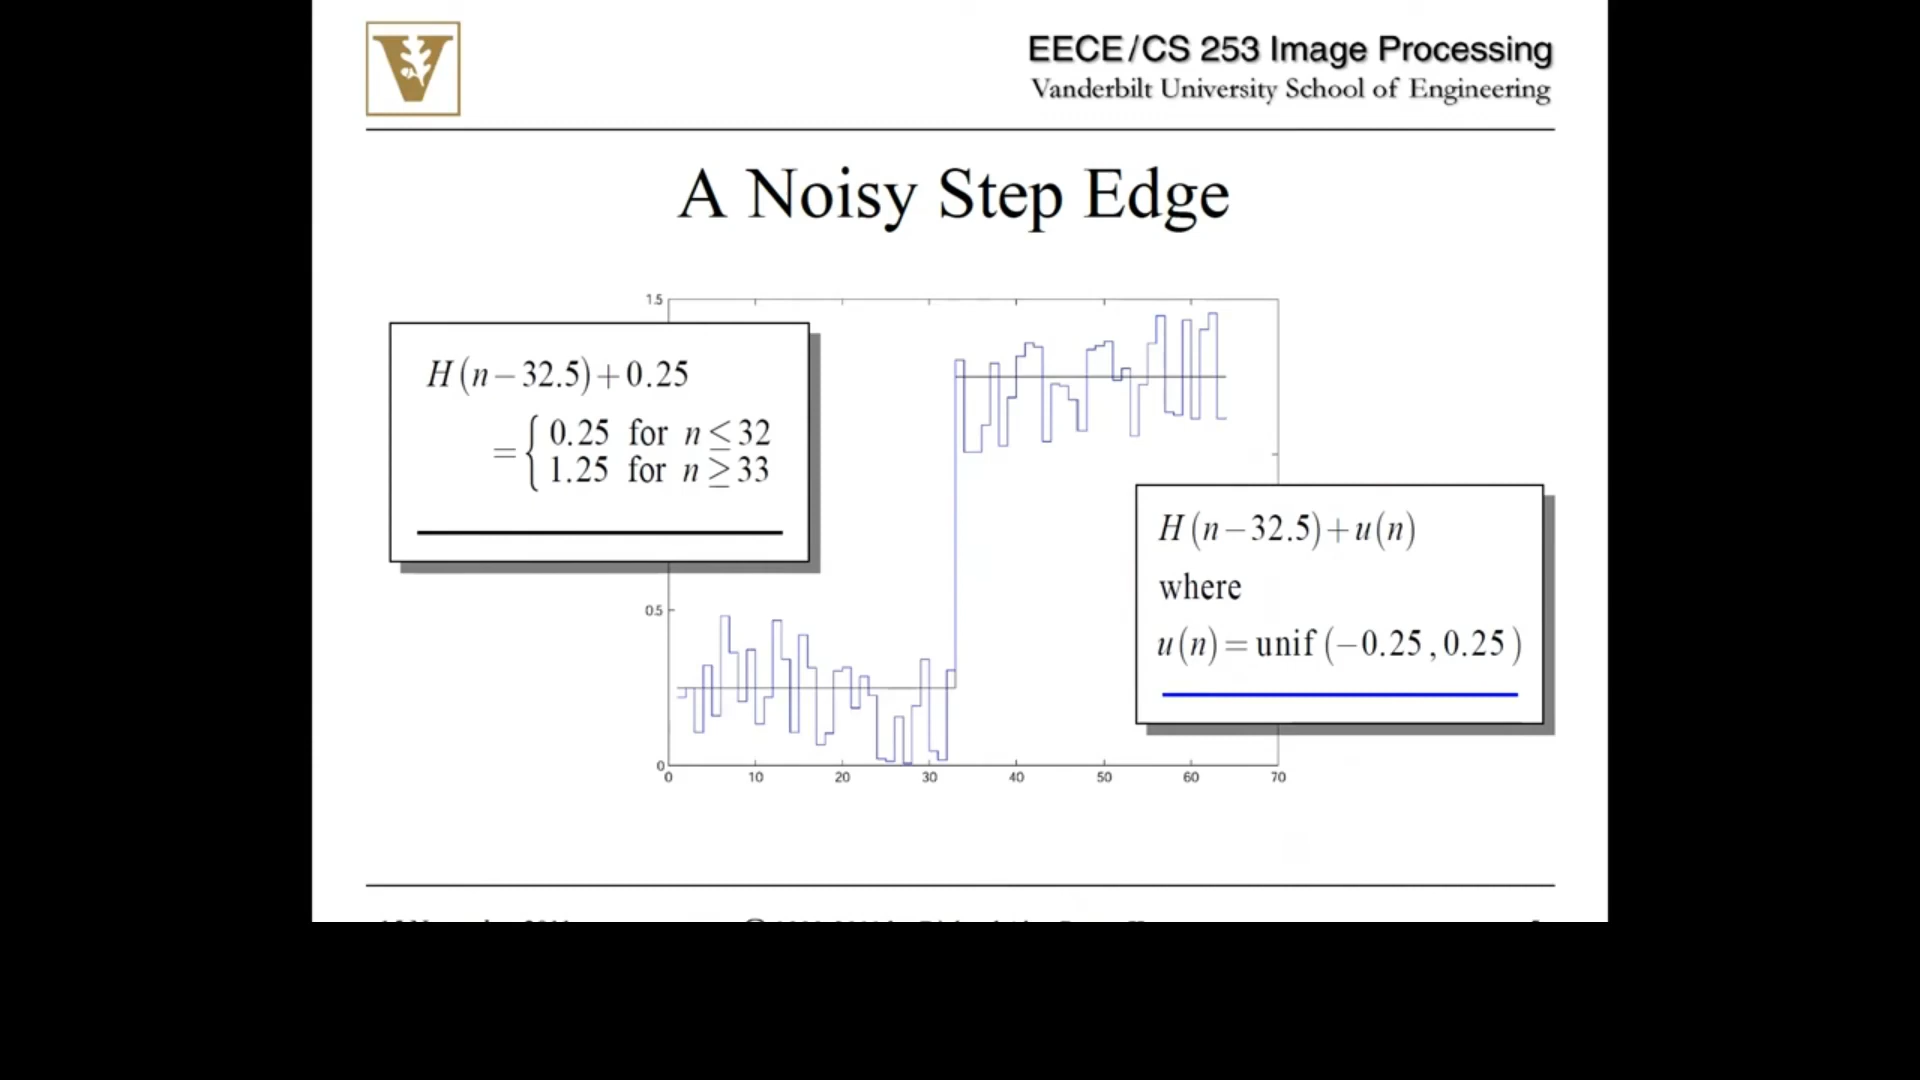 EECE/CS 253 Image Processing
Vanderbilt University School of Engineering
A Noisy Step Edge
1.5
H(n−32.5)+0.25
= { 0.25 for n≤32
1.25 for n≥33
H(n−32.5)+u(n)
where
u(n)=unif(−0.25,0.25)
0.5
0
0 10 20 30 40 50 60 70